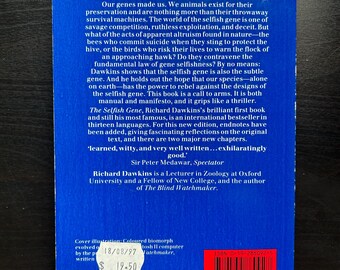 Our genes made us. We animals exist for their
preservation and are nothing more than their throwaway
survival machines. The world of the selfish gene is one of
savage competition, ruthless exploitation, and deceit. But
what of the acts of apparent altruism found in nature—the
bees who commit suicide when they sting to protect the
hive, or the birds who risk their lives to warn the flock of
an approaching hawk? Do they contravene the
fundamental law of gene selfishness? By no means:
Dawkins shows that the selfish gene is also the subtle
gene. And he holds out the hope that our species—alone
on earth—has the power to rebel against the designs of
the selfish gene. This book is a call to arms. It is both
manual and manifesto, and it grips like a thriller.
The Selfish Gene, Richard Dawkins's brilliant first book
and still his most famous, is an international bestseller in
thirteen languages. For this new edition, endnotes have
been added, giving fascinating reflections on the original
text, and there are two major new chapters.
'learned, witty, and very well written . . . exhilaratingly
good.'
Sir Peter Medawar, Spectator
Richard Dawkins is a Lecturer in Zoology at Oxford
University and a Fellow of New College, and the author
of The Blind Watchmaker.
Cover illustration: Coloured biomorph
evolved
II computer
by the
Watchmaker,
written
18/08/97
$ 19.50